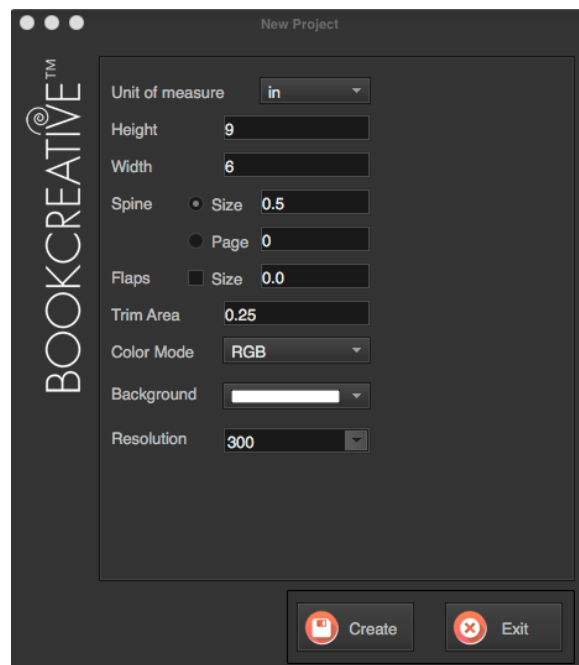 New Project
BOOKCREATIVE™
Unit of measure in
Height 9
Width 6
Spine Size 0.5
Page 0
Flaps Size 0.0
Trim Area 0.25
Color Mode RGB
Background
Resolution 300
Create Exit